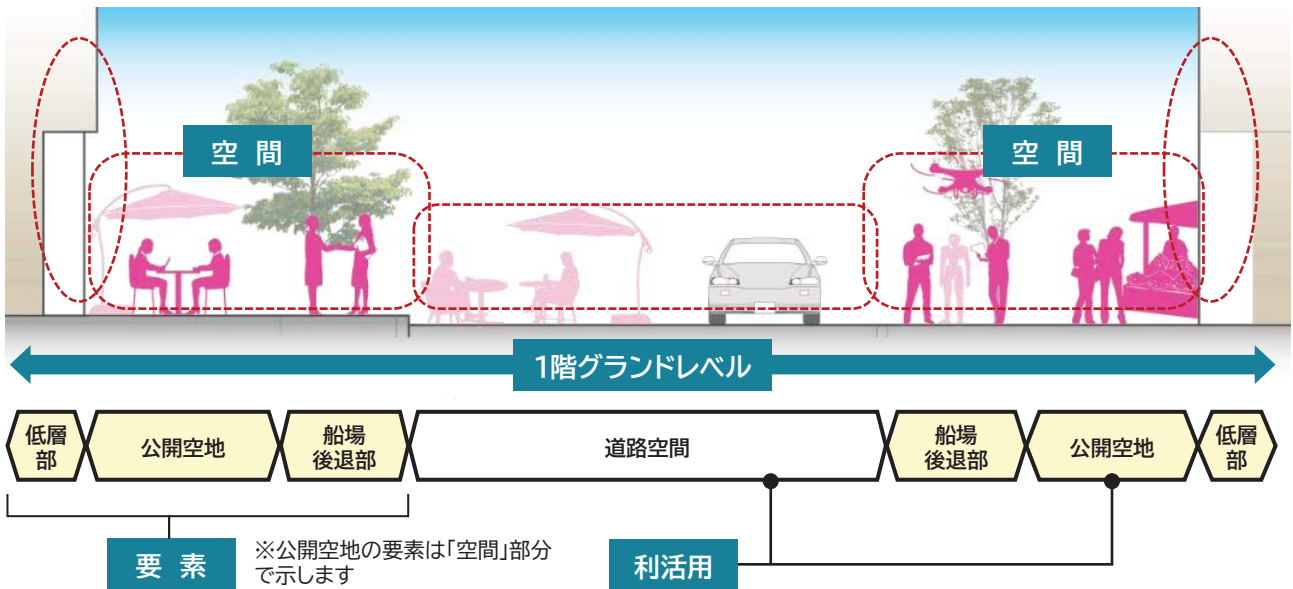 空 間
空 間
1階グランドレベル
低層
部
公開空地
船場
後退部
道路空間
船場
後退部
公開空地
低層
部
要 素
※公開空地の要素は「空間」部分
で示します
利活用